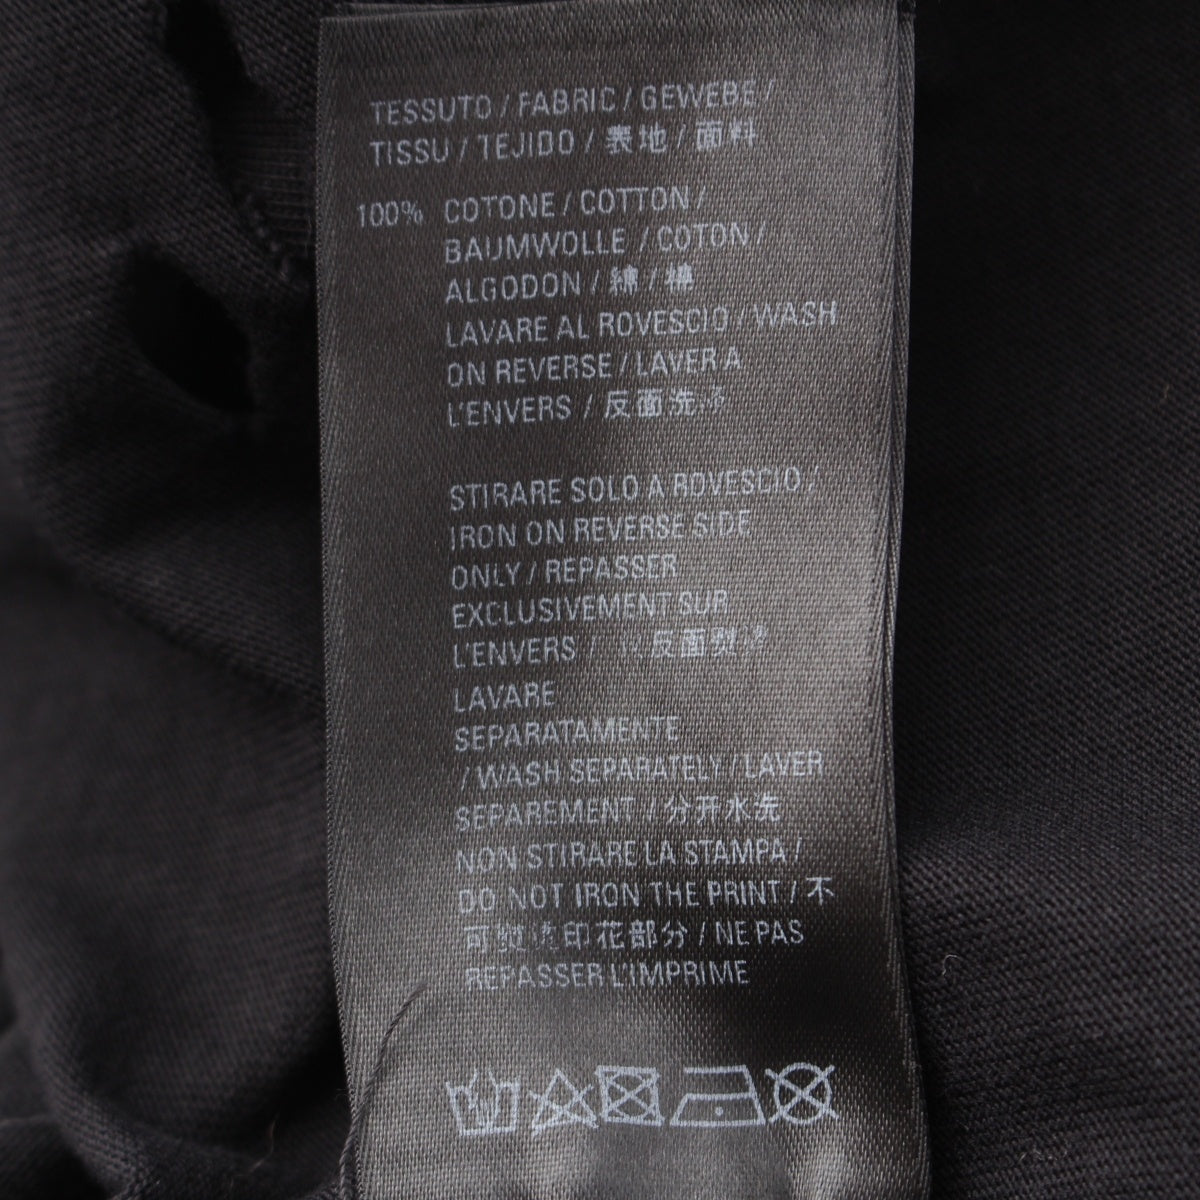 TESSUTO / FABRIC / GEWEBE /
TISSU / TEJIDO / 表地 / 面料
100% COTONE / COTTON /
BAUMWOLLE / COTON /
ALGODON / 綿 / 棉
LAVARE AL ROVESCIO / WASH
ON REVERSE / LAVER A
L'ENVERS / 反面洗涤
STIRARE SOLO A ROVESCIO /
IRON ON REVERSE SIDE
ONLY / REPASSER
EXCLUSIVEMENT SUR
L'ENVERS 反面熨
LAVARE
SEPARATAMENTE
/ WASH SEPARATELY / LAVER
SEPAREMENT / 分开水洗
NON STIRARE LA STAMPA /
DO NOT IRON THE PRINT / 不
可熨烫印花部分 / NE PAS
REPASSER L'IMPRIME